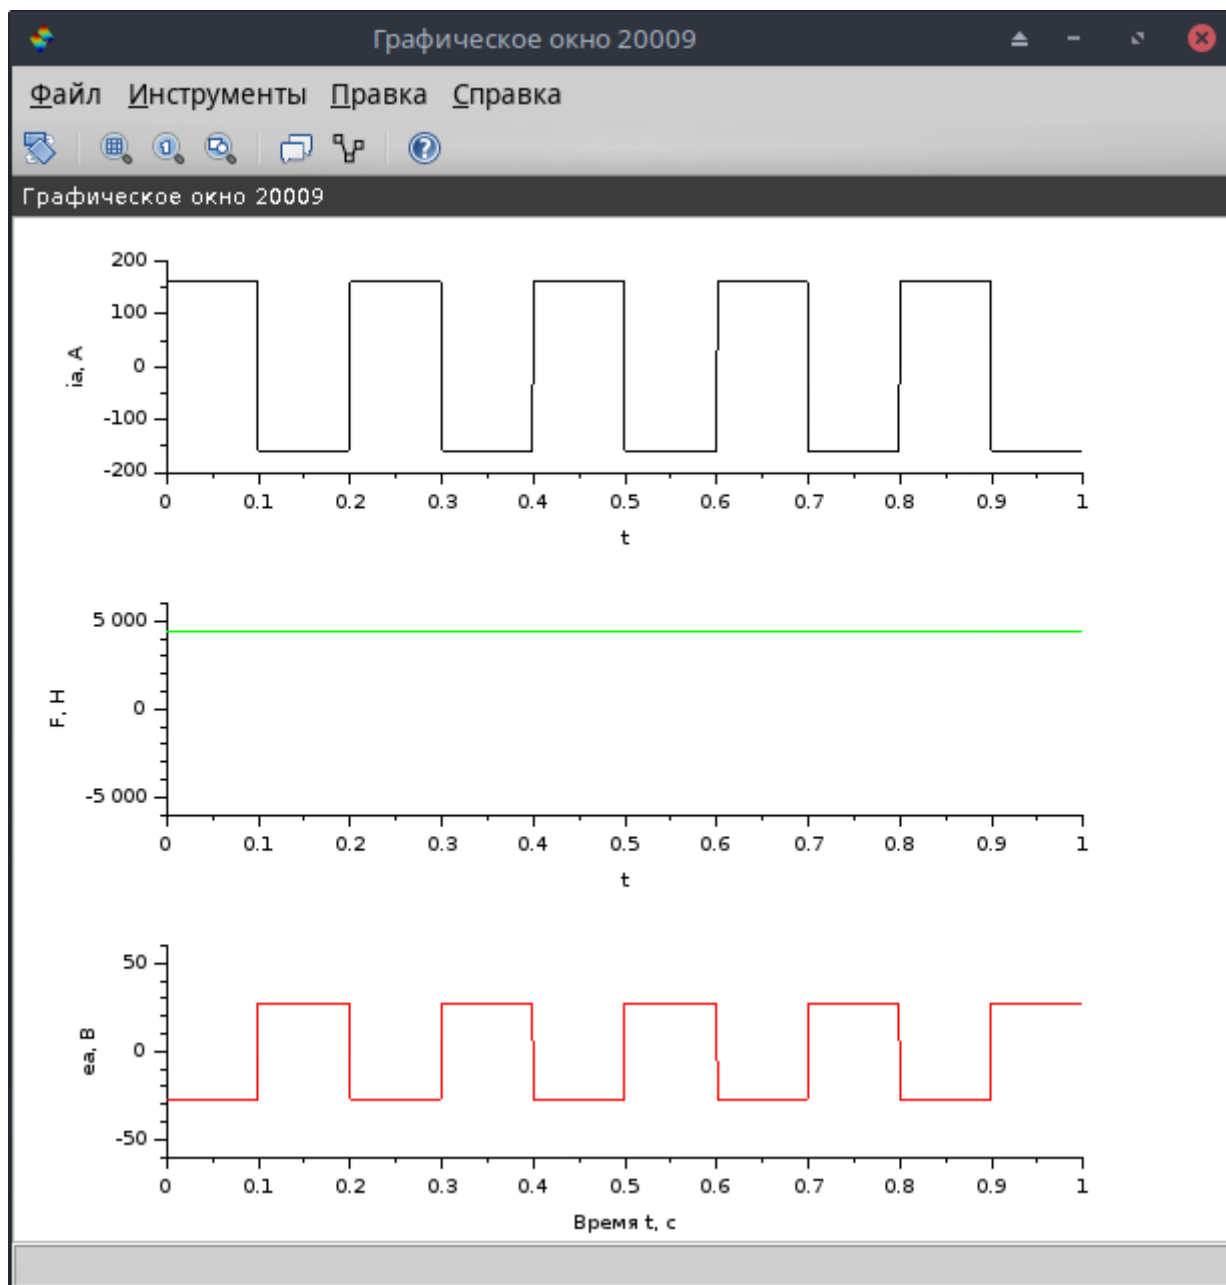 Графическое окно 20009
Файл Инструменты Правка Справка
Графическое окно 20009
200
100
0
-100
-200
ia, A
0 0.1 0.2 0.3 0.4 0.5 0.6 0.7 0.8 0.9 1
t
5 000
0
-5 000
F, Н
0 0.1 0.2 0.3 0.4 0.5 0.6 0.7 0.8 0.9 1
t
50
0
-50
ea, В
0 0.1 0.2 0.3 0.4 0.5 0.6 0.7 0.8 0.9 1
Время t, с